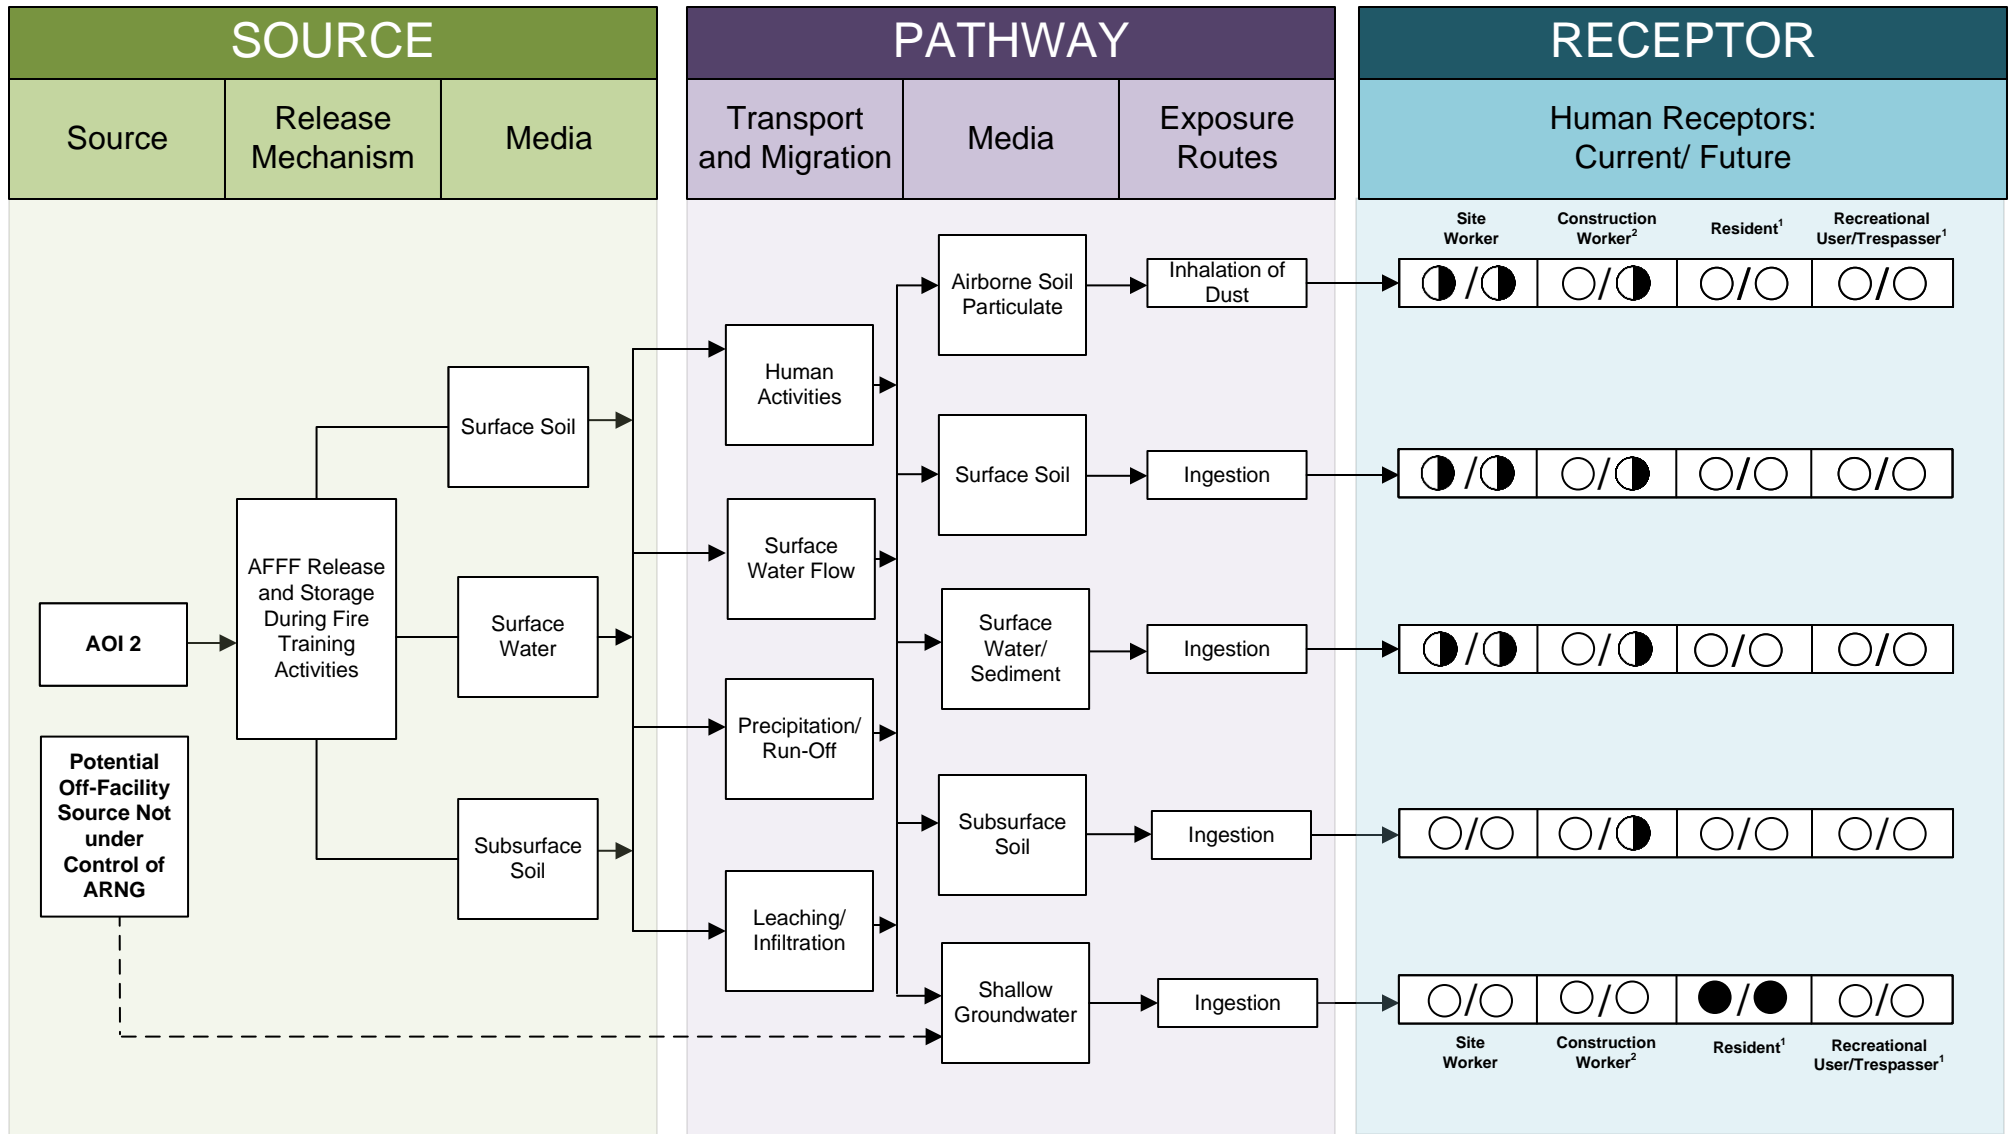 SOURCE
PATHWAY
RECEPTOR
Source
Release
Mechanism
Media
Transport
and Migration
Media
Exposure
Routes
Human Receptors:
Current/ Future
Site
Worker
Construction
Worker²
Resident¹
Recreational
User/Trespasser¹
AOI 2
Potential
Off-Facility
Source Not
under
Control of
ARNG
AFFF Release
and Storage
During Fire
Training
Activities
Surface Soil
Surface
Water
Subsurface
Soil
Human
Activities
Surface
Water Flow
Precipitation/
Run-Off
Leaching/
Infiltration
Airborne Soil
Particulate
Inhalation of
Dust
/ / / /
Surface Soil
Ingestion
/ / / /
Surface
Water/
Sediment
Ingestion
/ / / /
Subsurface
Soil
Ingestion
/ / / /
Shallow
Groundwater
Ingestion
/ / / /
Site
Worker
Construction
Worker²
Resident¹
Recreational
User/Trespasser¹